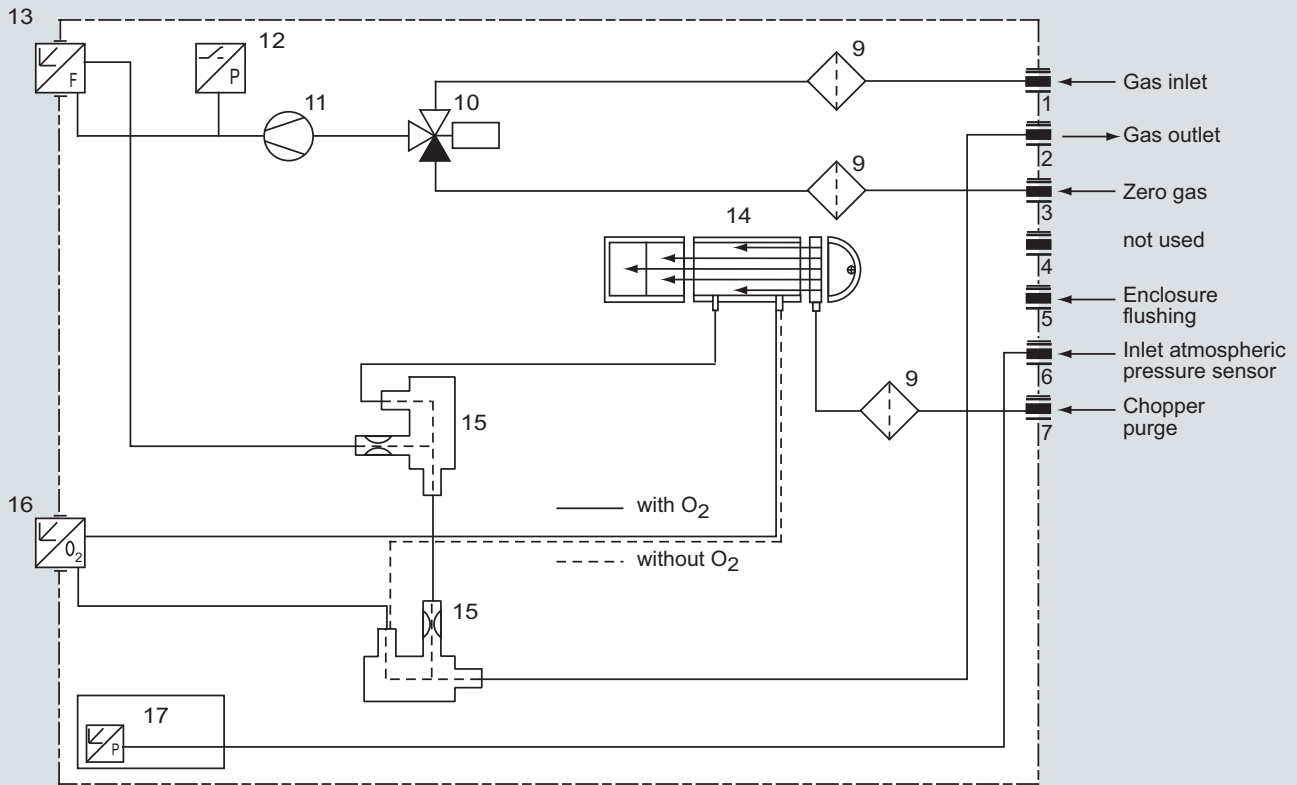 13
F
12
P
11
10
9
1
Gas inlet
2
Gas outlet
9
3
Zero gas
14
4
not used
5
Enclosure
flushing
6
Inlet atmospheric
pressure sensor
9
7
Chopper
purge
15
with O2
16
O2
without O2
15
17
P